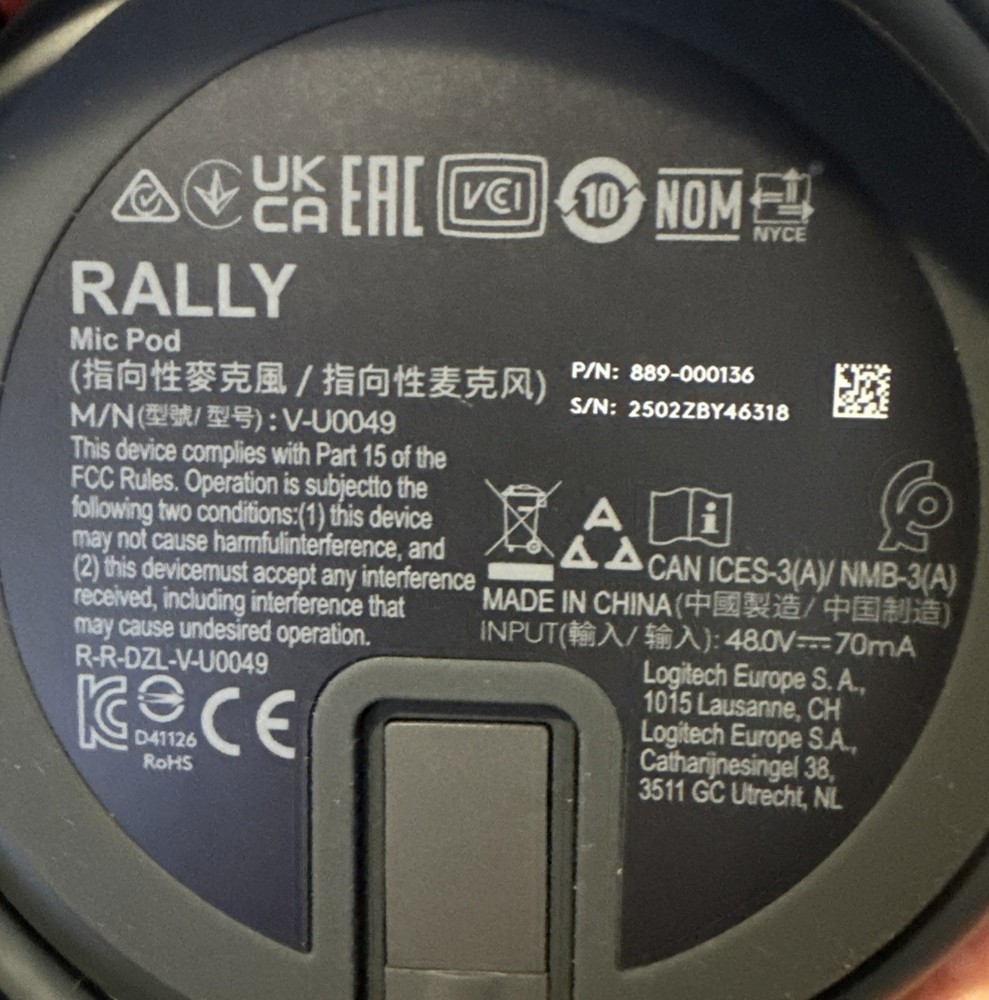 UK
CA
EAC
VCI
10
NOM
NYCE
RALLY
Mic Pod
(指向性麥克風 / 指向性麦克风)
M/N(型號/型号): V-U0049
P/N: 889-000136
S/N: 2502ZBY46318
This device complies with Part 15 of the
FCC Rules. Operation is subjectto the
following two conditions:(1) this device
may not cause harmfulinterference, and
(2) this devicemust accept any interference
received, including interference that
may cause undesired operation.
R-R-DZL-V-U0049
D41126
RoHS
CE
CAN ICES-3(A)/ NMB-3(A)
MADE IN CHINA(中國製造/ 中国制造)
INPUT(輸入/ 输入): 48.0V⎓70mA
Logitech Europe S. A.,
1015 Lausanne, CH
Logitech Europe S.A.,
Catharijnesingel 38,
3511 GC Utrecht, NL